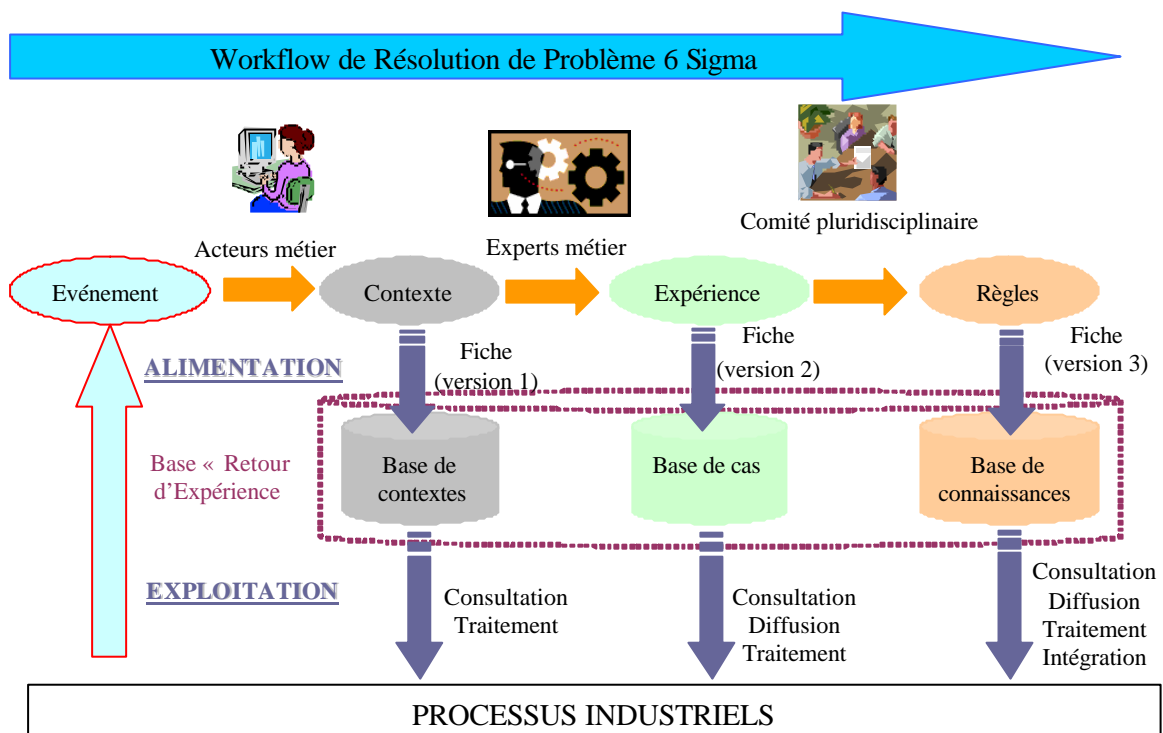 Workflow de Résolution de Problème 6 Sigma
Comité pluridisciplinaire
Acteurs métier
Experts métier
Evénement
Contexte
Expérience
Règles
ALIMENTATION
Fiche
(version 1)
Fiche
(version 2)
Fiche
(version 3)
Base « Retour
d’Expérience
Base de
contextes
Base de cas
Base de
connaissances
EXPLOITATION
Consultation
Traitement
Consultation
Diffusion
Traitement
Consultation
Diffusion
Traitement
Intégration
PROCESSUS INDUSTRIELS